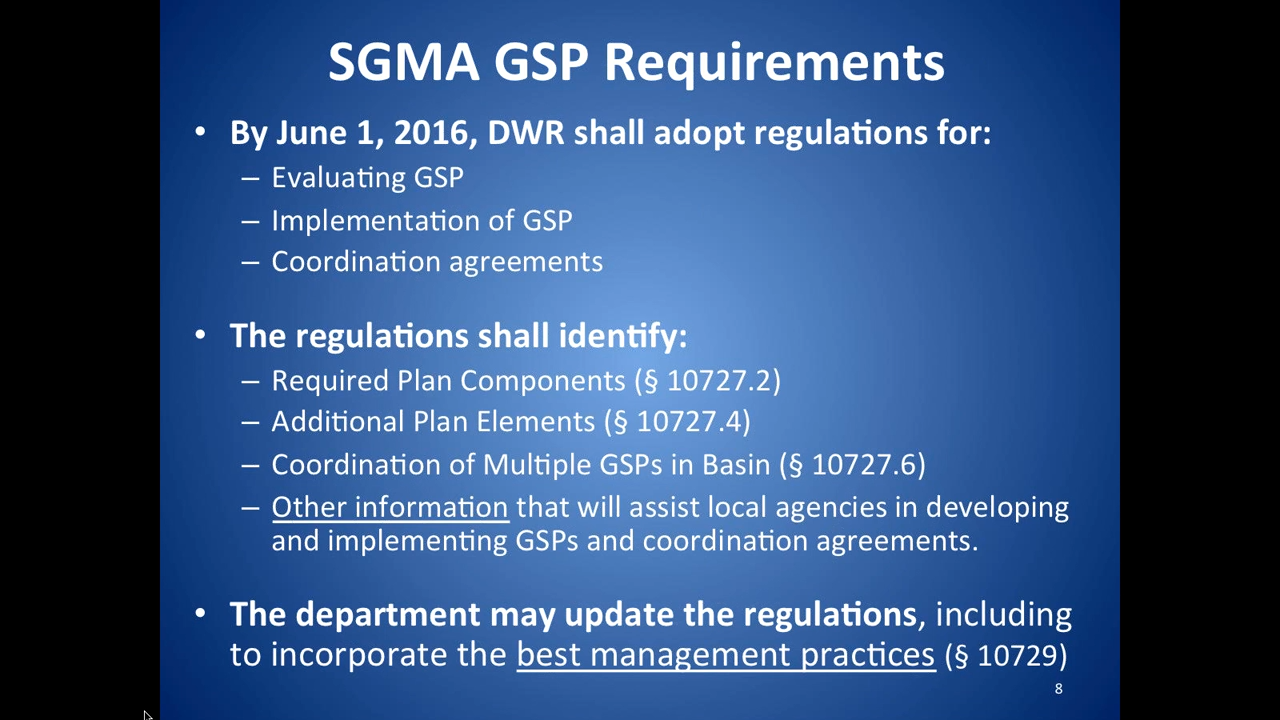 SGMA GSP Requirements
• By June 1, 2016, DWR shall adopt regulations for:
– Evaluating GSP
– Implementation of GSP
– Coordination agreements
• The regulations shall identify:
– Required Plan Components (§ 10727.2)
– Additional Plan Elements (§ 10727.4)
– Coordination of Multiple GSPs in Basin (§ 10727.6)
– Other information that will assist local agencies in developing
and implementing GSPs and coordination agreements.
• The department may update the regulations, including
to incorporate the best management practices (§ 10729)
8